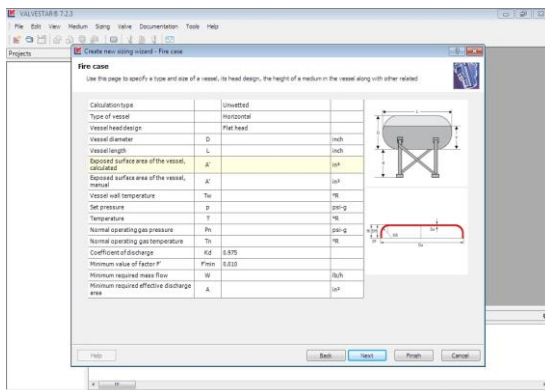 VALVESTAR® 7.2.3
File Edit View Medium Sizing Valve Documentation Tools Help
Projects
Create new sizing wizard - Fire case
Fire case
Use this page to specify a type and size of a vessel, its head design, the height of a medium in the vessel along with other related
Calculation type Unwetted
Type of vessel Horizontal
Vessel head design Flat head
Vessel diameter D inch
Vessel length L inch
Exposed surface area of the vessel, calculated A' in²
Exposed surface area of the vessel, manual A' in²
Vessel wall temperature Tw °R
Set pressure p psi-g
Temperature T °R
Normal operating gas pressure Pn psi-g
Normal operating gas temperature Tn °R
Coefficient of discharge Kd 0.975
Minimum value of factor F' F'min 0.010
Minimum required mass flow W lb/h
Minimum required effective discharge area A in²
Help Back Next Finish Cancel